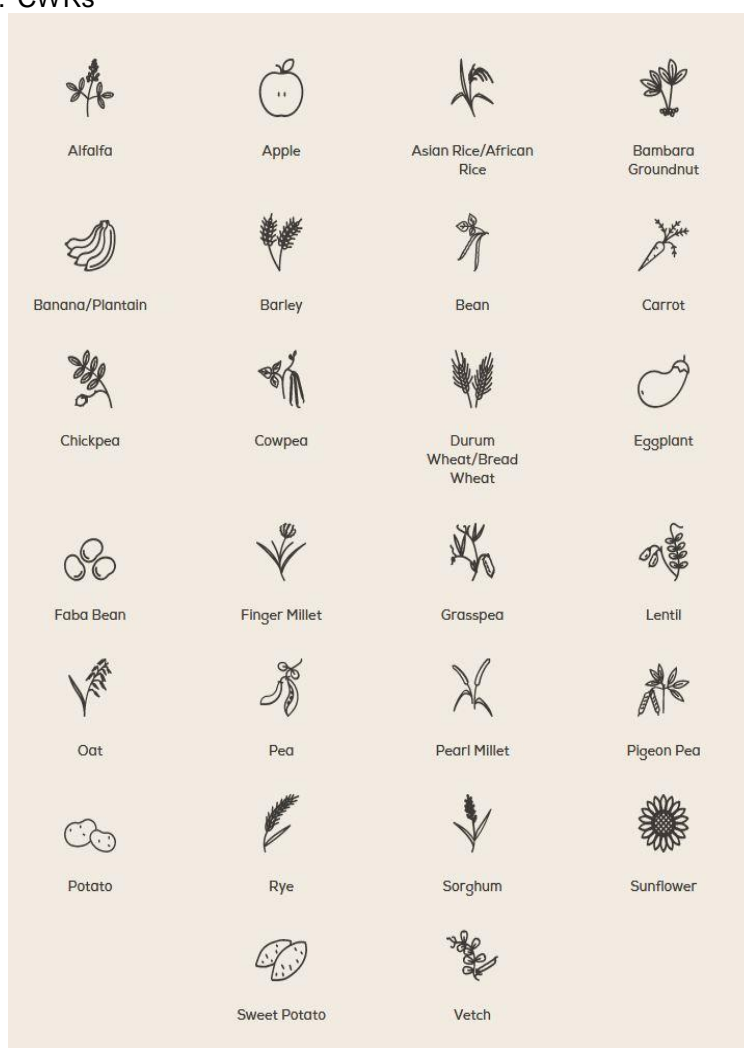 : CWRs
Alfalfa
Apple
Asian Rice/African
Rice
Bambara
Groundnut
Banana/Plantain
Barley
Bean
Carrot
Chickpea
Cowpea
Durum
Wheat/Bread
Wheat
Eggplant
Faba Bean
Finger Millet
Grasspea
Lentil
Oat
Pea
Pearl Millet
Pigeon Pea
Potato
Rye
Sorghum
Sunflower
Sweet Potato
Vetch